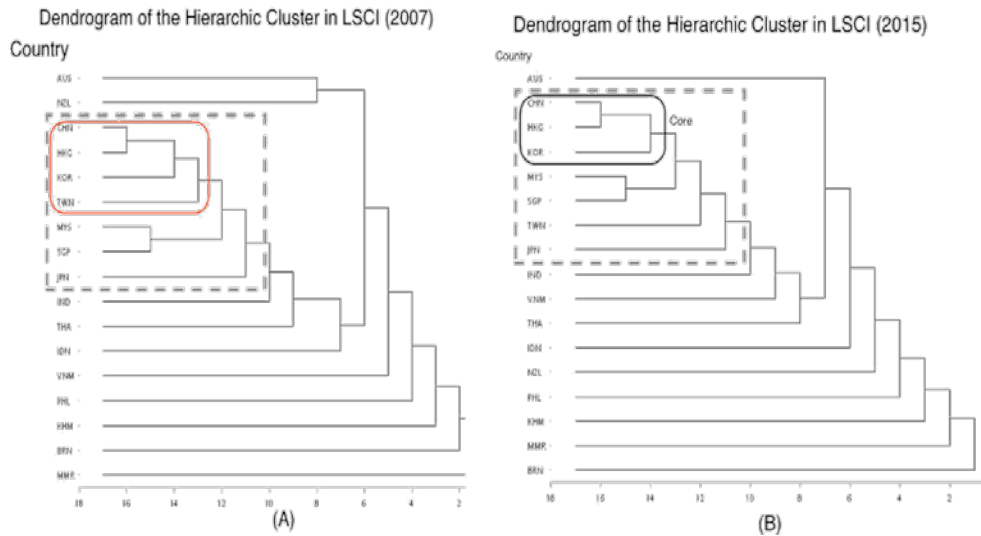 Dendrogram of the Hierarchic Cluster in LSCI (2007)
Country
AUS
NZL
CHN
HKG
KOR
TWN
MYS
SGP
JPN
IND
THA
IDN
VNM
PHL
KHM
BRN
MMR
18 16 14 12 10 8 6 4 2
(A)
Dendrogram of the Hierarchic Cluster in LSCI (2015)
Country
AUS
CHN
HKG
Core
KOR
MYS
SGP
TWN
JPN
IND
VNM
THA
IDN
NZL
PHL
KHM
MMR
BRN
18 16 14 12 10 8 6 4 2
(B)